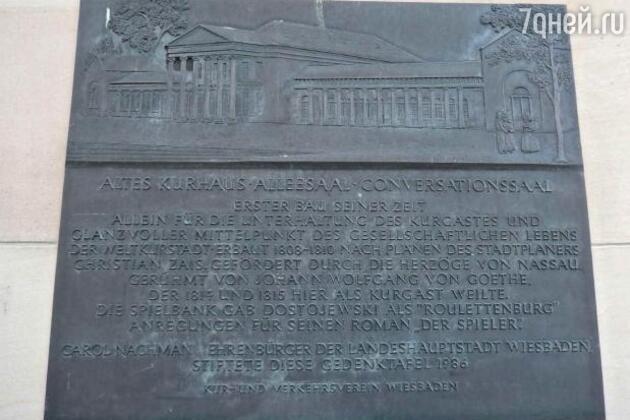 7дней.ru
ALTES KURHAUS·ALLEESAAL·CONVERSATIONSSAAL
ERSTER BAU SEINER ZEIT
ALLEIN FÜR DIE UNTERHALTUNG DES KURGASTES UND
GLANZVOLLER MITTELPUNKT DES GESELLSCHAFTLICHEN LEBENS
DER WELTKURSTADT ERBAUT 1808-1810 NACH PLÄNEN DES STADTPLANERS
CHRISTIAN ZAIS, GEFÖRDERT DURCH DIE HERZÖGE VON NASSAU.
GERÜHMT VON JOHANN WOLFGANG VON GOETHE,
DER 1814 UND 1815 HIER ALS KURGAST WEILTE.
DIE SPIELBANK GAB DOSTOJEWSKI ALS "ROULETTENBURG"
ANREGUNGEN FÜR SEINEN ROMAN „DER SPIELER".
CAROL NACHMAN, EHRENBÜRGER DER LANDESHAUPTSTADT WIESBADEN,
STIFTETE DIESE GEDENKTAFEL 1986
KUR- UND VERKEHRSVEREIN WIESBADEN